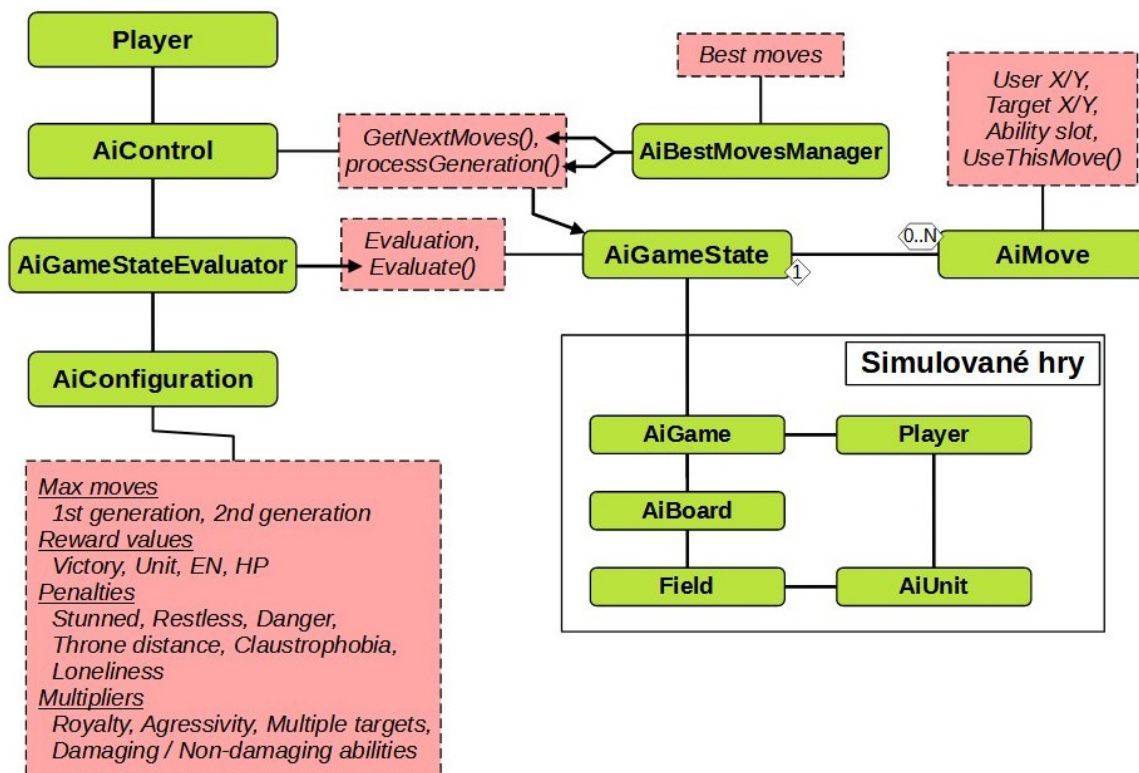 Player
Best moves
User X/Y,
Target X/Y,
Ability slot,
UseThisMove()
AiControl
GetNextMoves(),
processGeneration()
AiBestMovesManager
AiGameStateEvaluator
Evaluation,
Evaluate()
AiGameState
1
0..N
AiMove
AiConfiguration
Simulované hry
AiGame
Player
AiBoard
Field
AiUnit
Max moves
1st generation, 2nd generation
Reward values
Victory, Unit, EN, HP
Penalties
Stunned, Restless, Danger,
Throne distance, Claustrophobia,
Loneliness
Multipliers
Royalty, Agressivity, Multiple targets,
Damaging / Non-damaging abilities